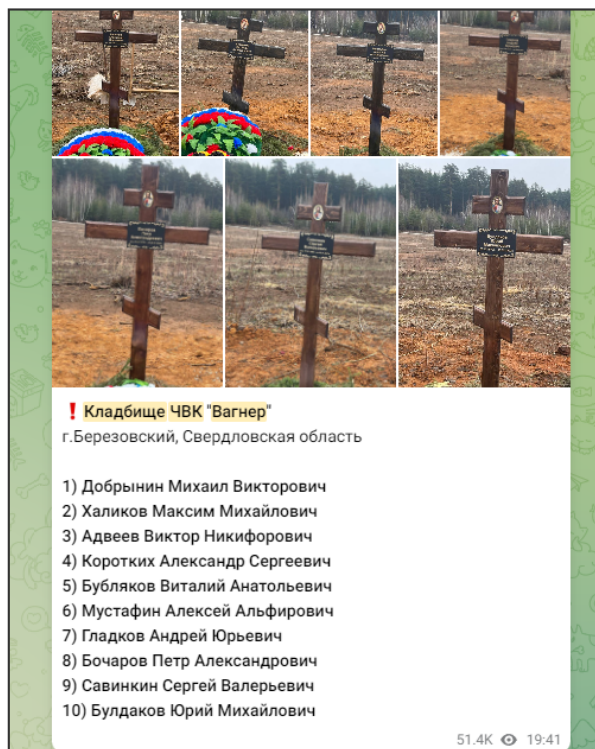 ❗ Кладбище ЧВК "Вагнер"
г.Березовский, Свердловская область
1) Добрынин Михаил Викторович
2) Халиков Максим Михайлович
3) Адвеев Виктор Никифорович
4) Коротких Александр Сергеевич
5) Бубляков Виталий Анатольевич
6) Мустафин Алексей Альфирович
7) Гладков Андрей Юрьевич
8) Бочаров Петр Александрович
9) Савинкин Сергей Валерьевич
10) Булдаков Юрий Михайлович
51.4K 19:41